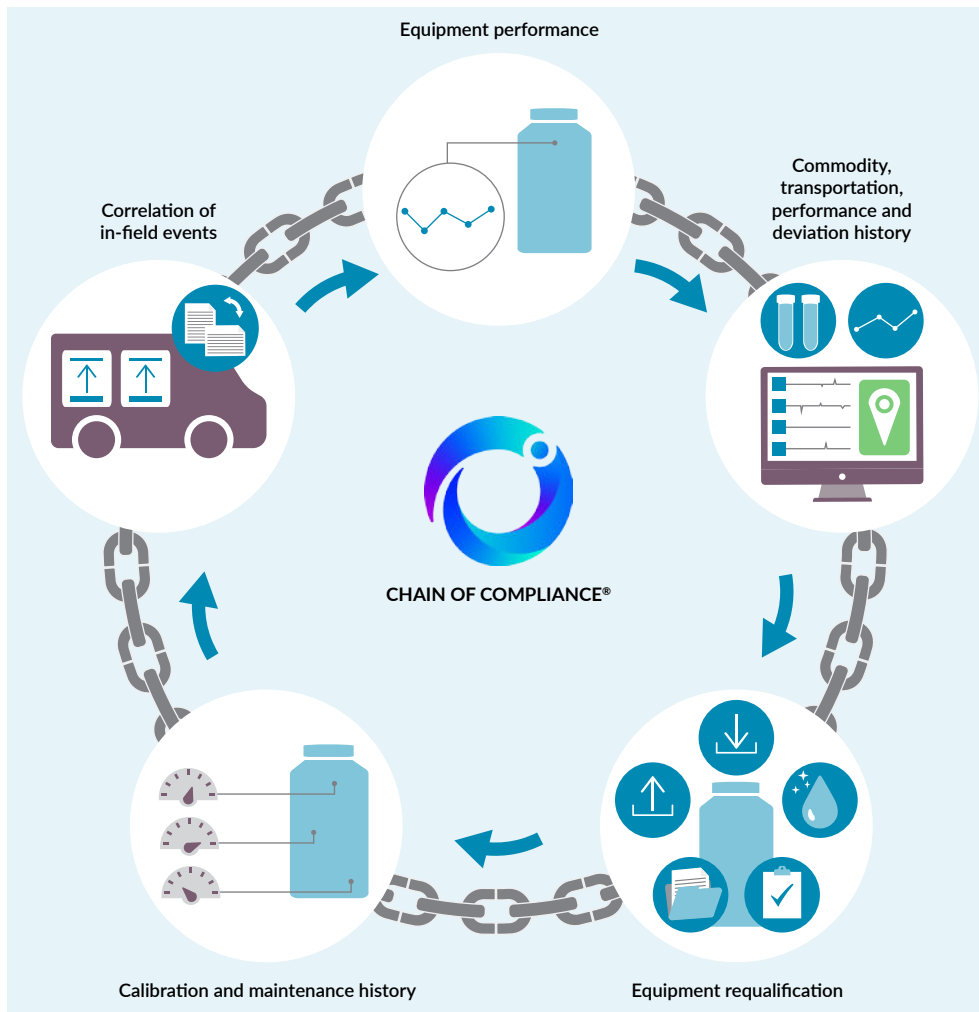 Equipment performance
Commodity,
transportation,
performance and
deviation history
Correlation of
in-field events
CHAIN OF COMPLIANCE®
Calibration and maintenance history
Equipment requalification